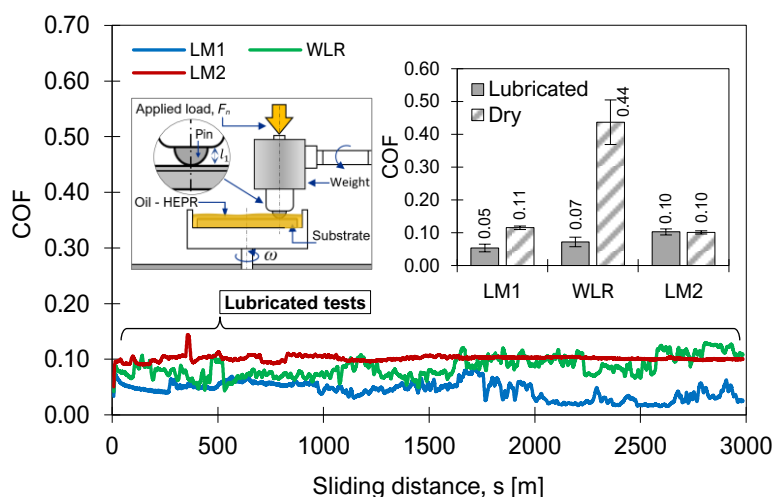 0.70
0.60
0.50
0.40
0.30
0.20
0.10
0.00
COF
0 500 1000 1500 2000 2500 3000
Sliding distance, s [m]
LM1 WLR
LM2
Applied load, Fn
Pin
l1
Weight
Oil - HEPR
Substrate
ω
Lubricated tests
0.60
0.50
0.40
0.30
0.20
0.10
0.00
COF
Lubricated
Dry
0.05
0.11
0.07
0.44
0.10
0.10
LM1 WLR LM2